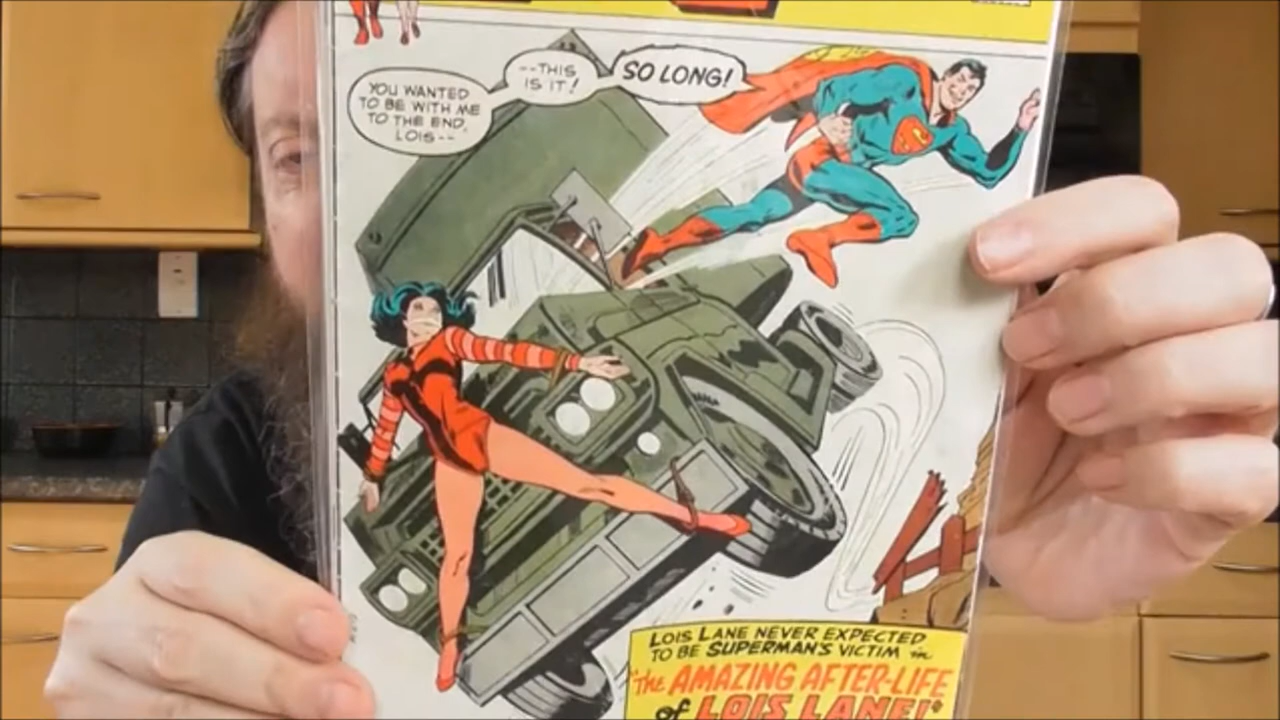 YOU WANTED
TO BE WITH ME
TO THE END,
LOIS--
--THIS
IS IT!
SO LONG!
LOIS LANE NEVER EXPECTED
TO BE SUPERMAN'S VICTIM in
"The AMAZING AFTER-LIFE
of LOIS LANE!"